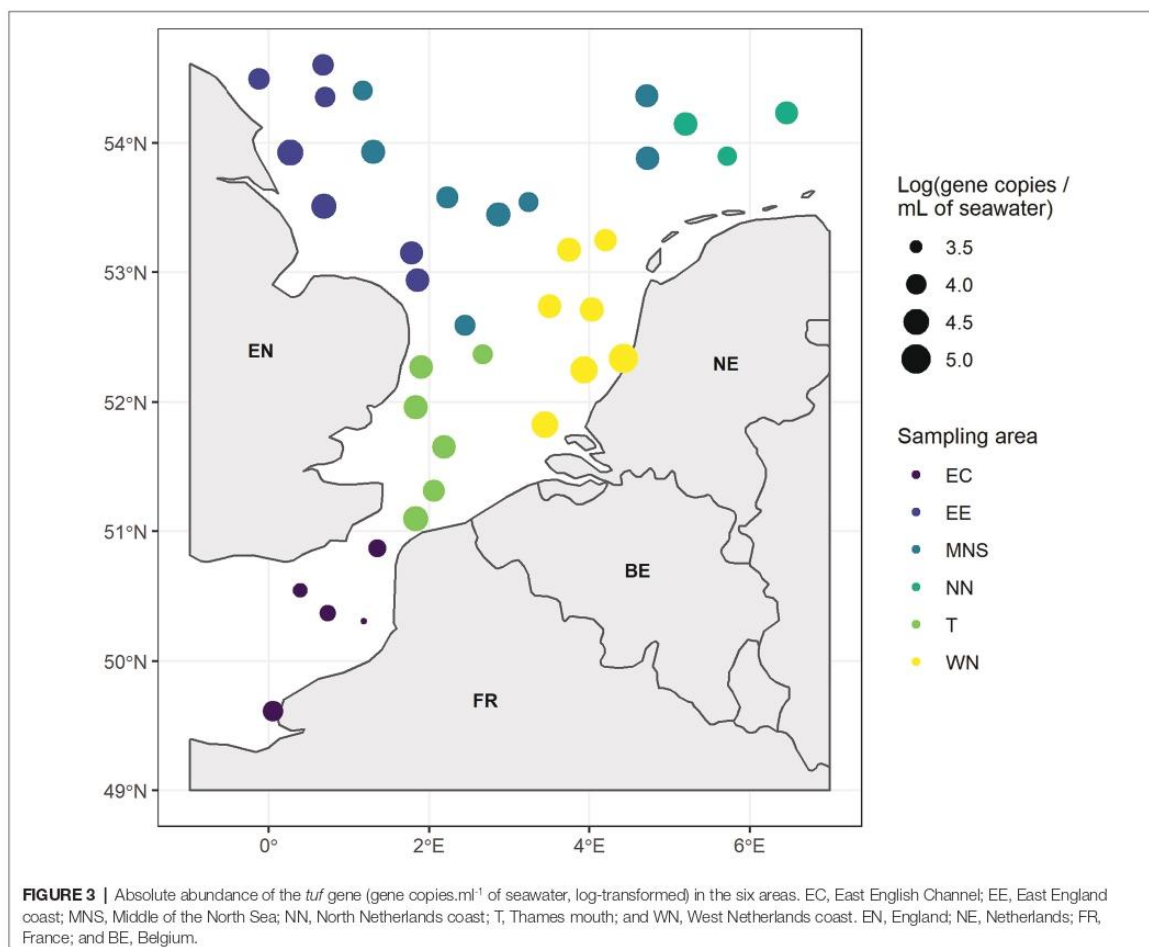 54°N
53°N
52°N
51°N
50°N
49°N
0°
2°E
4°E
6°E
EN
NE
BE
FR
Log(gene copies /
mL of seawater)
3.5
4.0
4.5
5.0
Sampling area
EC
EE
MNS
NN
T
WN
FIGURE 3 | Absolute abundance of the tuf gene (gene copies.ml⁻¹ of seawater, log-transformed) in the six areas. EC, East English Channel; EE, East England
coast; MNS, Middle of the North Sea; NN, North Netherlands coast; T, Thames mouth; and WN, West Netherlands coast. EN, England; NE, Netherlands; FR,
France; and BE, Belgium.